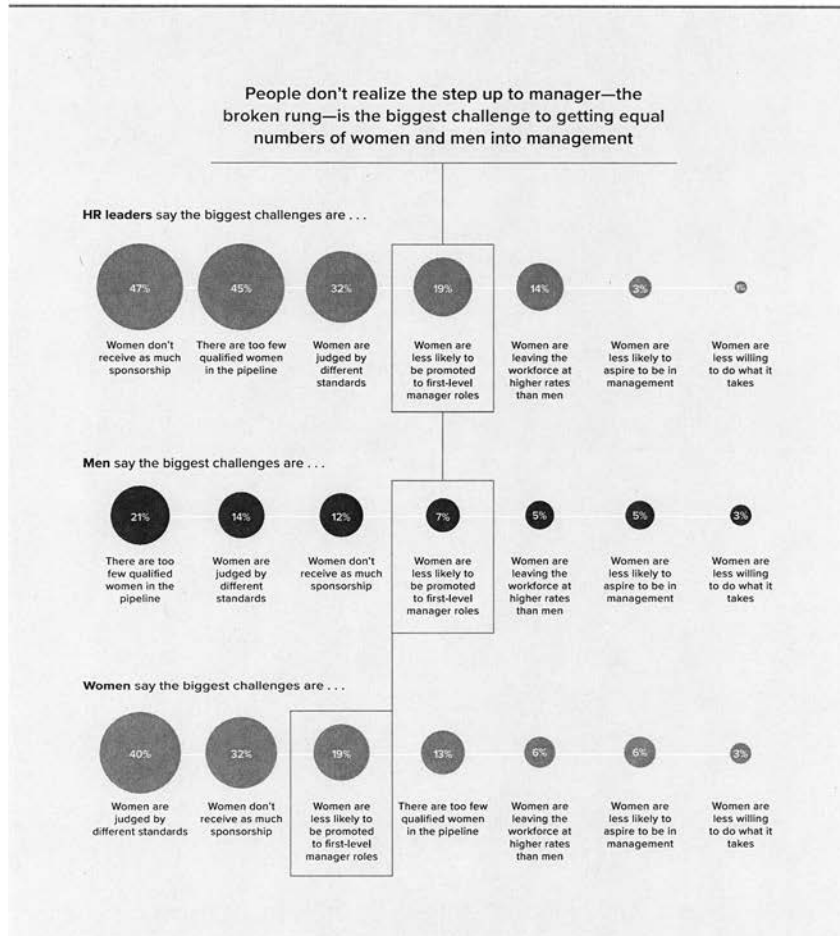 People don't realize the step up to manager—the
broken rung—is the biggest challenge to getting equal
numbers of women and men into management
HR leaders say the biggest challenges are . . .
47%
45%
32%
19%
14%
3%
1%
Women don't
receive as much
sponsorship
There are too few
qualified women
in the pipeline
Women are
judged by
different
standards
Women are
less likely to
be promoted
to first-level
manager roles
Women are
leaving the
workforce at
higher rates
than men
Women are
less likely to
aspire to be in
management
Women are
less willing
to do what it
takes
Men say the biggest challenges are . . .
21%
14%
12%
7%
5%
5%
3%
There are too
few qualified
women in the
pipeline
Women are
judged by
different
standards
Women don't
receive as much
sponsorship
Women are
less likely to
be promoted
to first-level
manager roles
Women are
leaving the
workforce at
higher rates
than men
Women are
less likely to
aspire to be in
management
Women are
less willing
to do what it
takes
Women say the biggest challenges are . . .
40%
32%
19%
13%
6%
6%
3%
Women are
judged by
different standards
Women don't
receive as much
sponsorship
Women are
less likely to
be promoted
to first-level
manager roles
There are too few
qualified women
in the pipeline
Women are
leaving the
workforce at
higher rates
than men
Women are
less likely to
aspire to be in
management
Women are
less willing
to do what it
takes